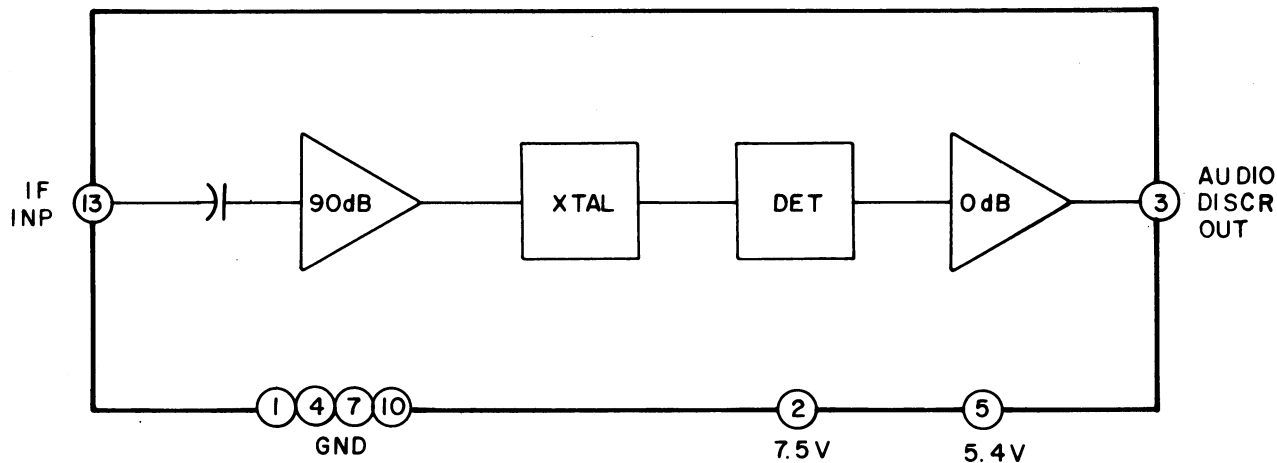 IF
INP
13
90dB
XTAL
DET
0dB
3
AUDIO
DISCR
OUT
1 4 7 10
GND
2
7.5V
5
5.4V